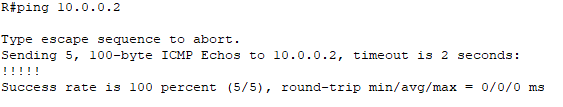 R#ping 10.0.0.2
Type escape sequence to abort.
Sending 5, 100-byte ICMP Echos to 10.0.0.2, timeout is 2 seconds:
!!!!!
Success rate is 100 percent (5/5), round-trip min/avg/max = 0/0/0 ms